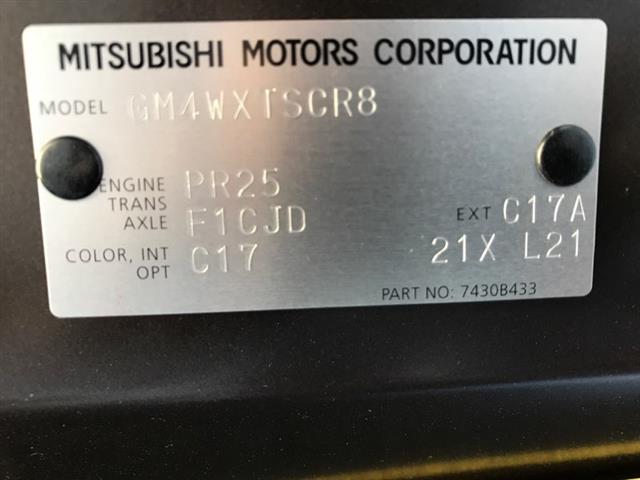 MITSUBISHI MOTORS CORPORATION
MODEL GM4WXTSCR8
ENGINE PR25
TRANS
AXLE F1CJD EXT C17A
COLOR, INT C17 21X L21
OPT
PART NO: 7430B433